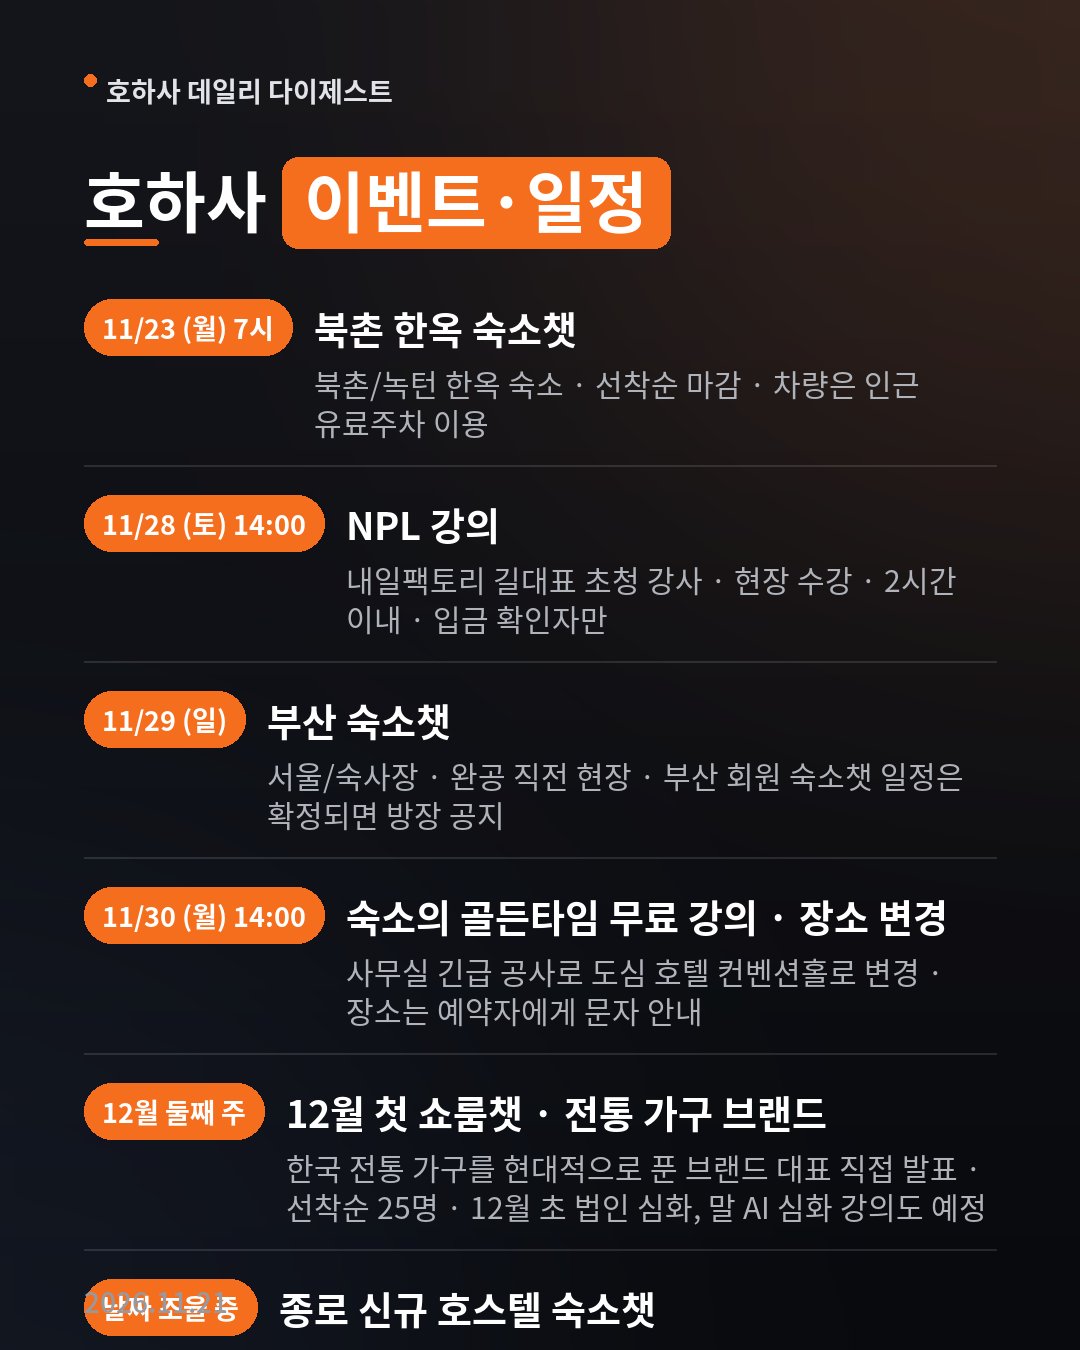 호하사 데일리 다이제스트
호하사 이벤트·일정
11/23 (월) 7시 북촌 한옥 숙소챗
북촌/녹턴 한옥 숙소 · 선착순 마감 · 차량은 인근
유료주차 이용
11/28 (토) 14:00 NPL 강의
내일팩토리 길대표 초청 강사 · 현장 수강 · 2시간
이내 · 입금 확인자만
11/29 (일) 부산 숙소챗
서울/숙사장 · 완공 직전 현장 · 부산 회원 숙소챗 일정은
확정되면 방장 공지
11/30 (월) 14:00 숙소의 골든타임 무료 강의 · 장소 변경
사무실 긴급 공사로 도심 호텔 컨벤션홀로 변경 ·
장소는 예약자에게 문자 안내
12월 둘째 주 12월 첫 쇼룸챗 · 전통 가구 브랜드
한국 전통 가구를 현대적으로 푼 브랜드 대표 직접 발표 ·
선착순 25명 · 12월 초 법인 심화, 말 AI 심화 강의도 예정
날짜 조율 중 종로 신규 호스텔 숙소챗
2026.11.21